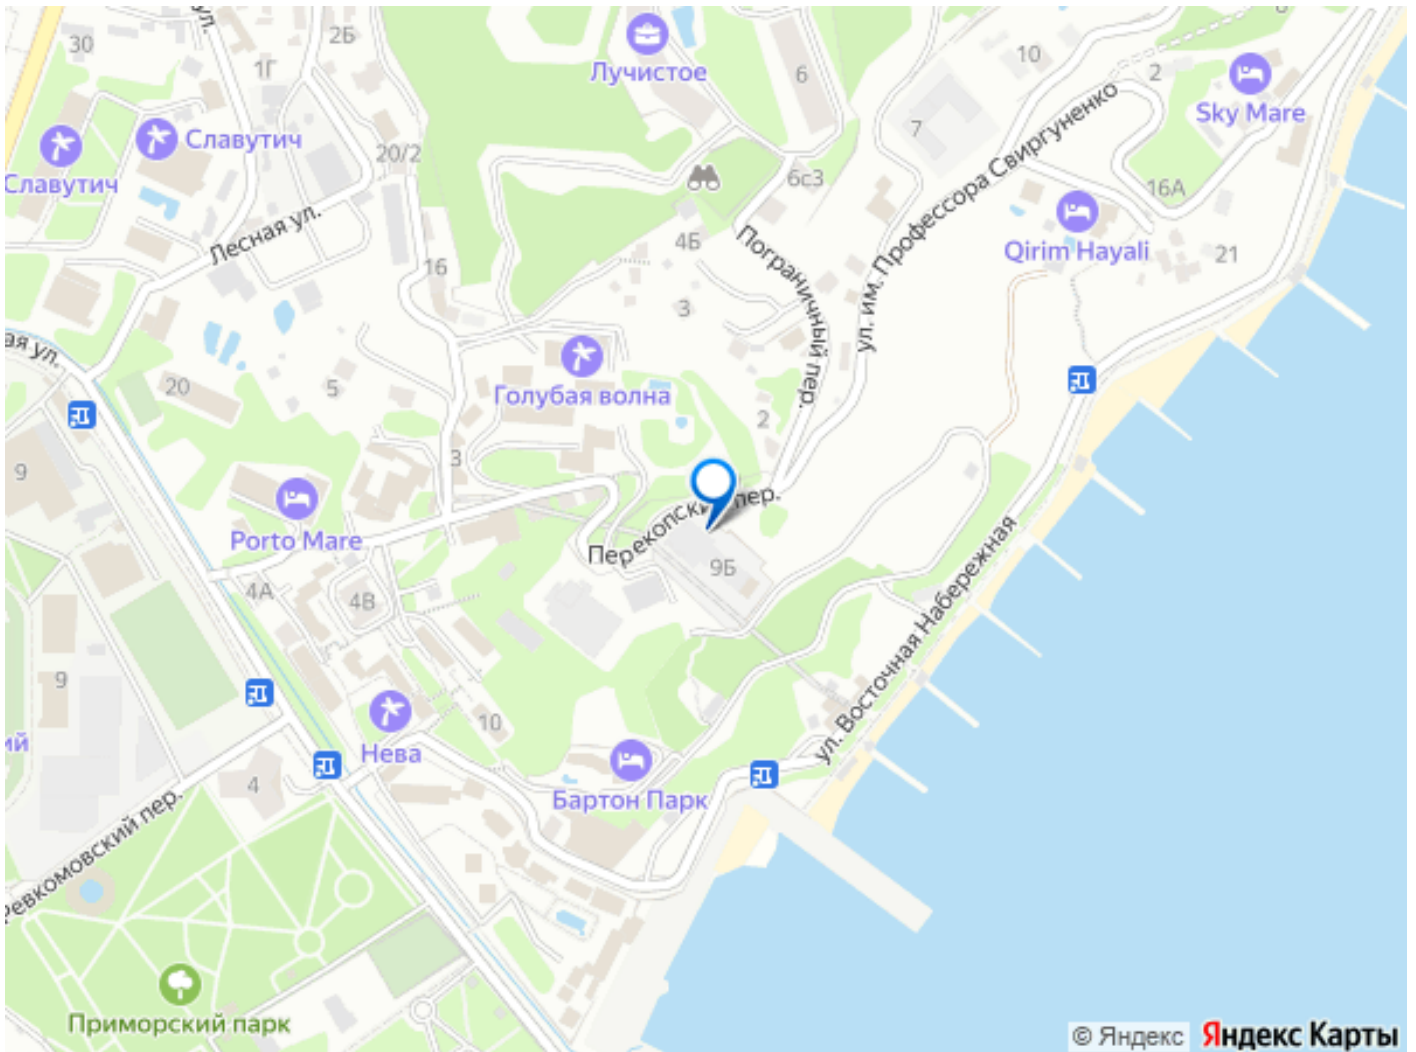 30
2Б
ул.
1Г
Лучистое
6
10
2
Sky Mare
Славутич
Славутич
20/2
7
6с3
16А
ул. им. Профессора Свиргуненко
Лесная ул.
4Б
Пограничный пер.
Qirim Hayali
21
16
3
ая ул.
20
5
Голубая волна
2
3
9
Porto Mare
Перекопский пер.
9Б
4А
4В
ул. Восточная Набережная
9
ий
10
Нева
4
Бартон Парк
Ревкомовский пер.
Приморский парк
© Яндекс Яндекс Карты